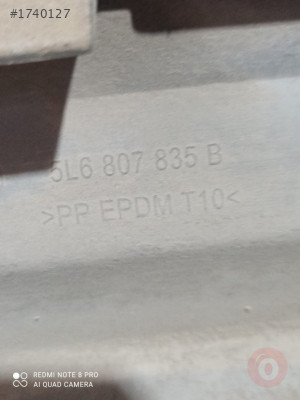 #1740127
5L6 807 835 B
>PP EPDM T10<
REDMI NOTE 8 PRO
AI QUAD CAMERA